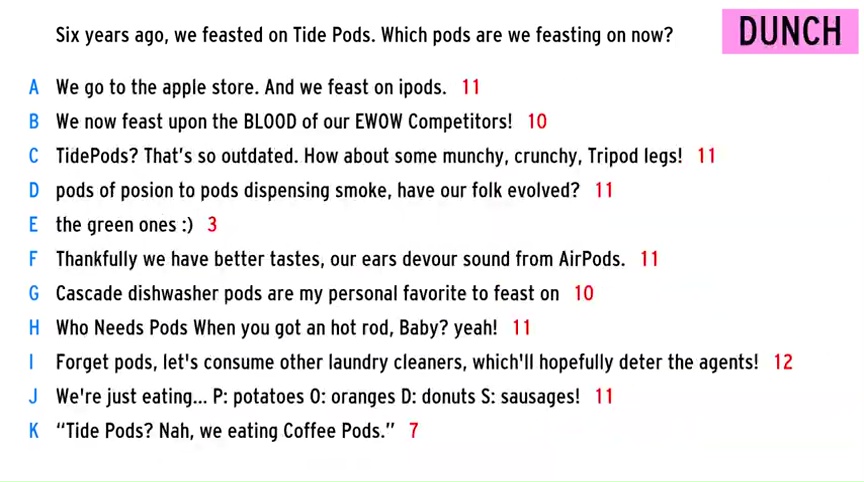 Six years ago, we feasted on Tide Pods. Which pods are we feasting on now?
DUNCH
A We go to the apple store. And we feast on ipods. 11
B We now feast upon the BLOOD of our EWOW Competitors! 10
C TidePods? That's so outdated. How about some munchy, crunchy, Tripod legs! 11
D pods of posion to pods dispensing smoke, have our folk evolved? 11
E the green ones :) 3
F Thankfully we have better tastes, our ears devour sound from AirPods. 11
G Cascade dishwasher pods are my personal favorite to feast on 10
H Who Needs Pods When you got an hot rod, Baby? yeah! 11
I Forget pods, let's consume other laundry cleaners, which'll hopefully deter the agents! 12
J We're just eating... P: potatoes O: oranges D: donuts S: sausages! 11
K “Tide Pods? Nah, we eating Coffee Pods.” 7